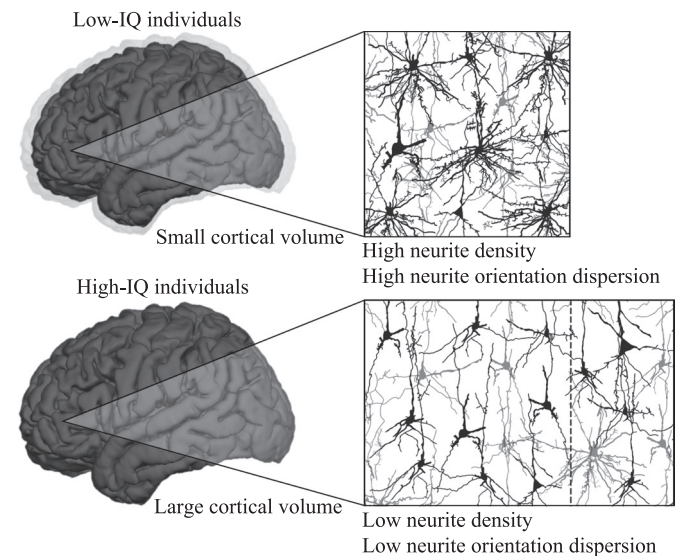 Low-IQ individuals
Small cortical volume
High neurite density
High neurite orientation dispersion
High-IQ individuals
Large cortical volume
Low neurite density
Low neurite orientation dispersion